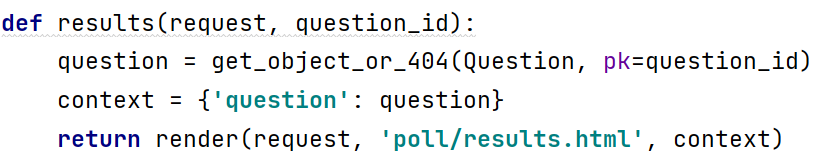 def results(request, question_id):
    question = get_object_or_404(Question, pk=question_id)
    context = {'question': question}
    return render(request, 'poll/results.html', context)